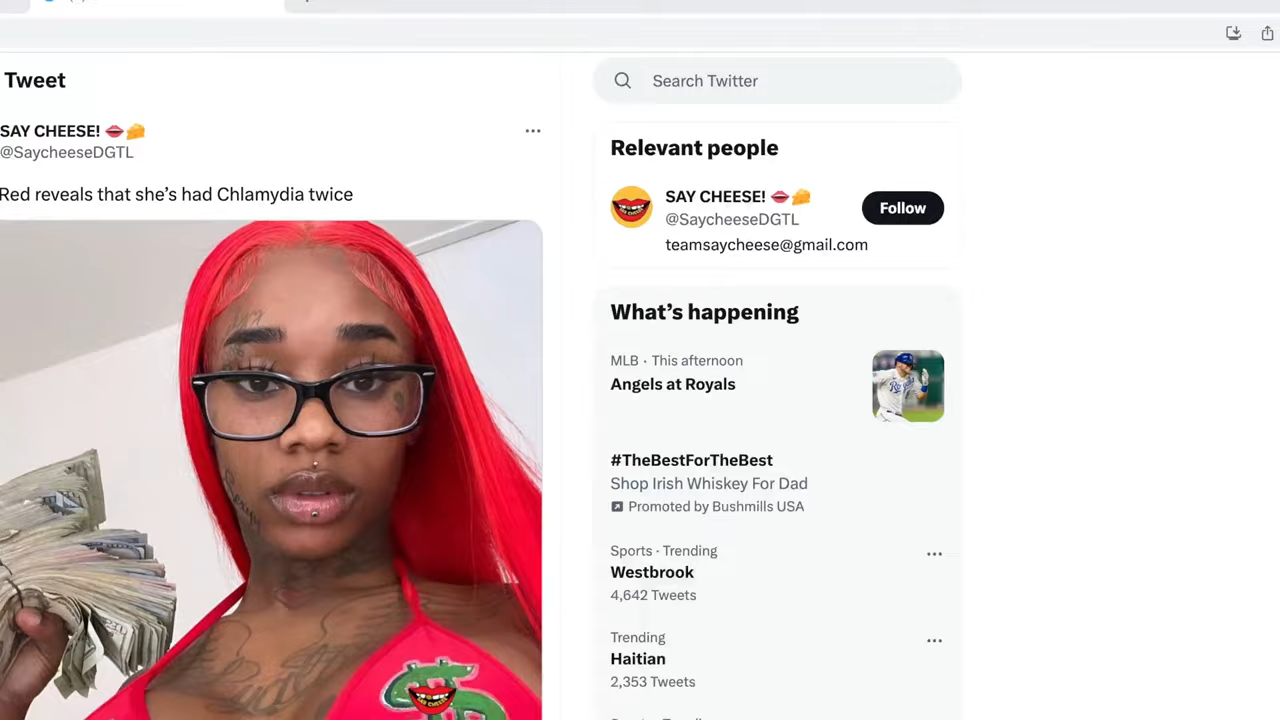 Tweet
SAY CHEESE! 👄🧀
@SaycheeseDGTL
Red reveals that she's had Chlamydia twice
Search Twitter
Relevant people
SAY CHEESE! 👄🧀
@SaycheeseDGTL
Follow
teamsaycheese@gmail.com
What's happening
MLB · This afternoon
Angels at Royals
#TheBestForTheBest
Shop Irish Whiskey For Dad
Promoted by Bushmills USA
Sports · Trending
Westbrook
4,642 Tweets
Trending
Haitian
2,353 Tweets